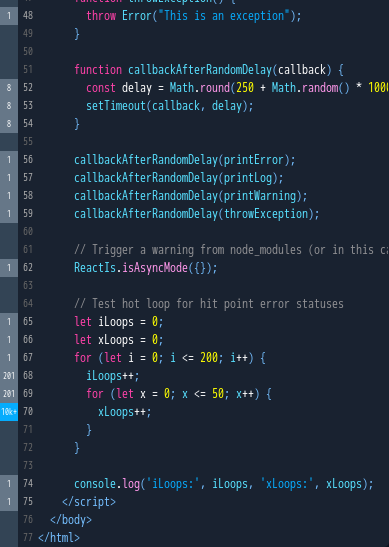 1 48 throw Error("This is an exception");
49 }
50
51 function callbackAfterRandomDelay(callback) {
8 52 const delay = Math.round(250 + Math.random() * 1000
8 53 setTimeout(callback, delay);
8 54 }
55
1 56 callbackAfterRandomDelay(printError);
1 57 callbackAfterRandomDelay(printLog);
1 58 callbackAfterRandomDelay(printWarning);
1 59 callbackAfterRandomDelay(throwException);
60
61 // Trigger a warning from node_modules (or in this ca
1 62 ReactIs.isAsyncMode({});
63
64 // Test hot loop for hit point error statuses
1 65 let iLoops = 0;
1 66 let xLoops = 0;
1 67 for (let i = 0; i <= 200; i++) {
201 68 iLoops++;
201 69 for (let x = 0; x <= 50; x++) {
10k+ 70 xLoops++;
71 }
72 }
73
1 74 console.log('iLoops:', iLoops, 'xLoops:', xLoops);
1 75 </script>
76 </body>
77 </html>